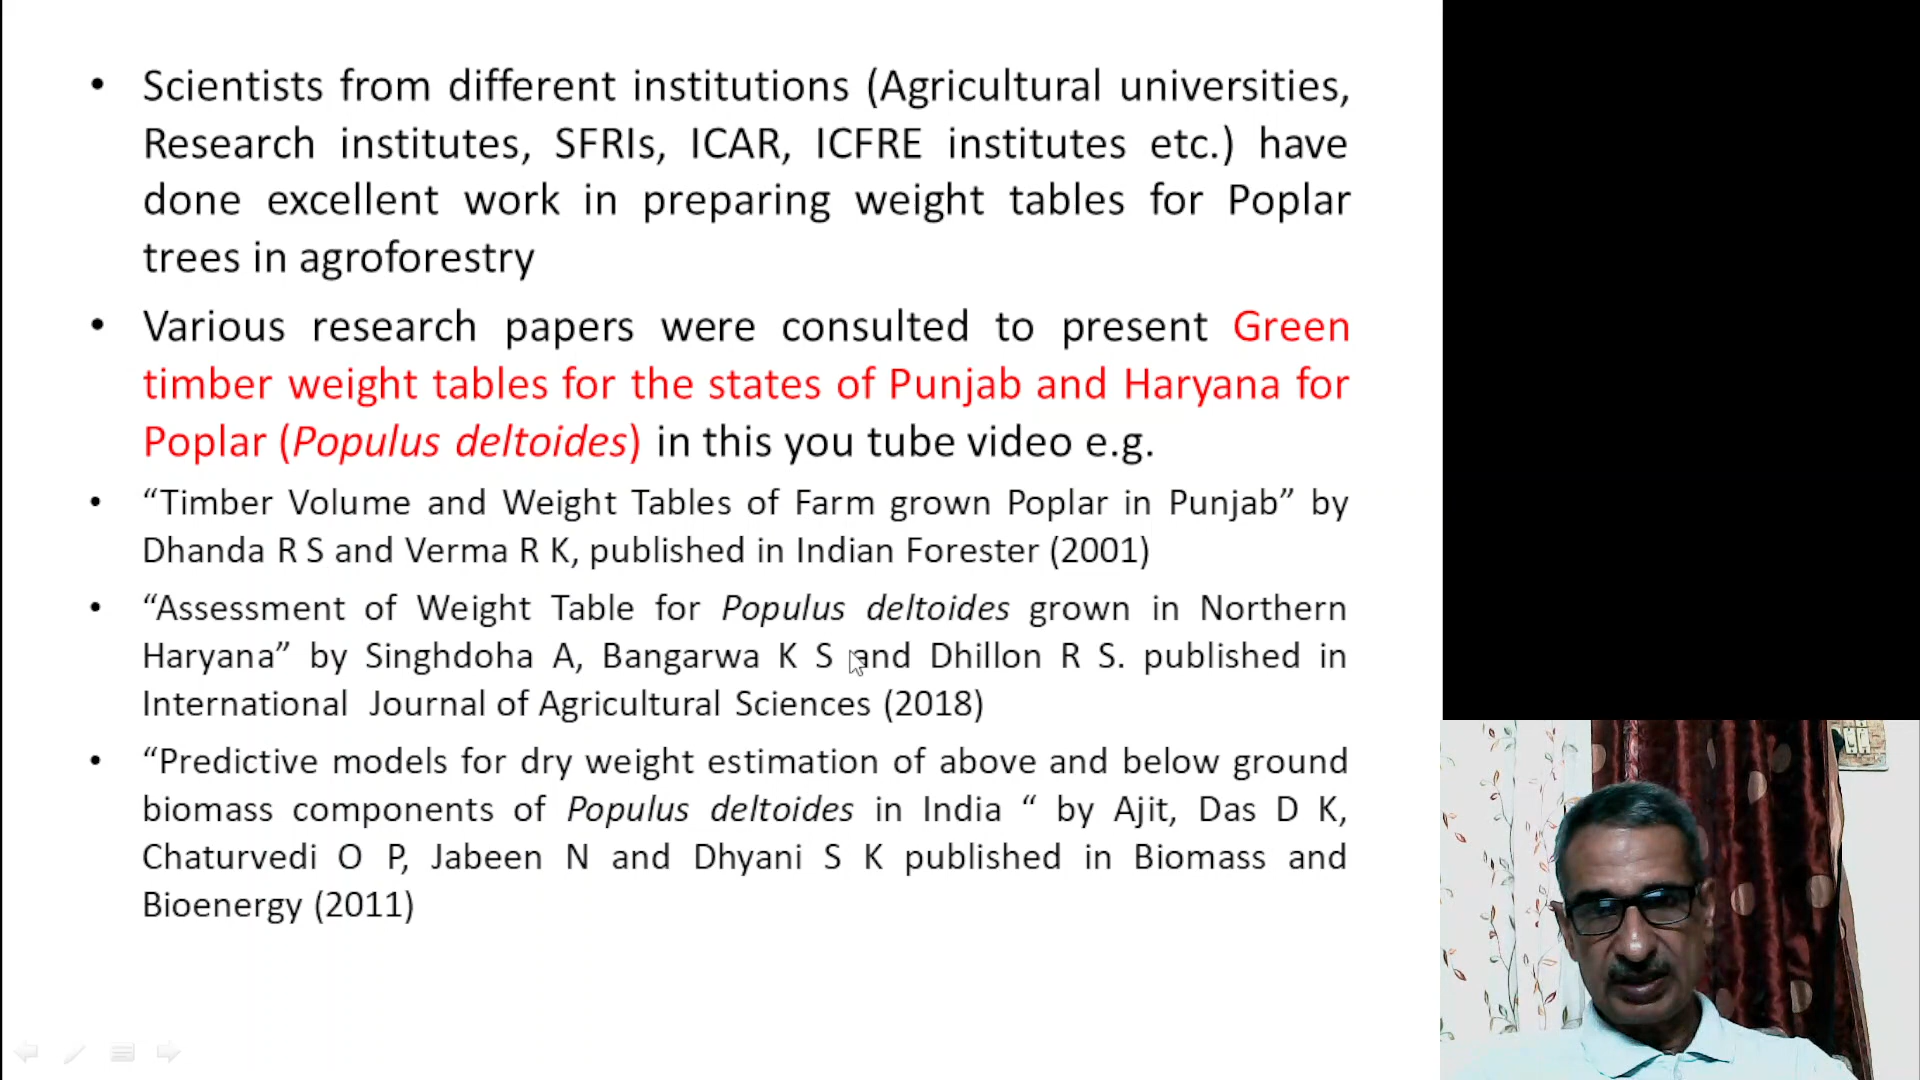 • Scientists from different institutions (Agricultural universities,
Research institutes, SFRIs, ICAR, ICFRE institutes etc.) have
done excellent work in preparing weight tables for Poplar
trees in agroforestry
• Various research papers were consulted to present Green
timber weight tables for the states of Punjab and Haryana for
Poplar (Populus deltoides) in this you tube video e.g.
• “Timber Volume and Weight Tables of Farm grown Poplar in Punjab” by
Dhanda R S and Verma R K, published in Indian Forester (2001)
• “Assessment of Weight Table for Populus deltoides grown in Northern
Haryana” by Singhdoha A, Bangarwa K S and Dhillon R S. published in
International Journal of Agricultural Sciences (2018)
• “Predictive models for dry weight estimation of above and below ground
biomass components of Populus deltoides in India “ by Ajit, Das D K,
Chaturvedi O P, Jabeen N and Dhyani S K published in Biomass and
Bioenergy (2011)